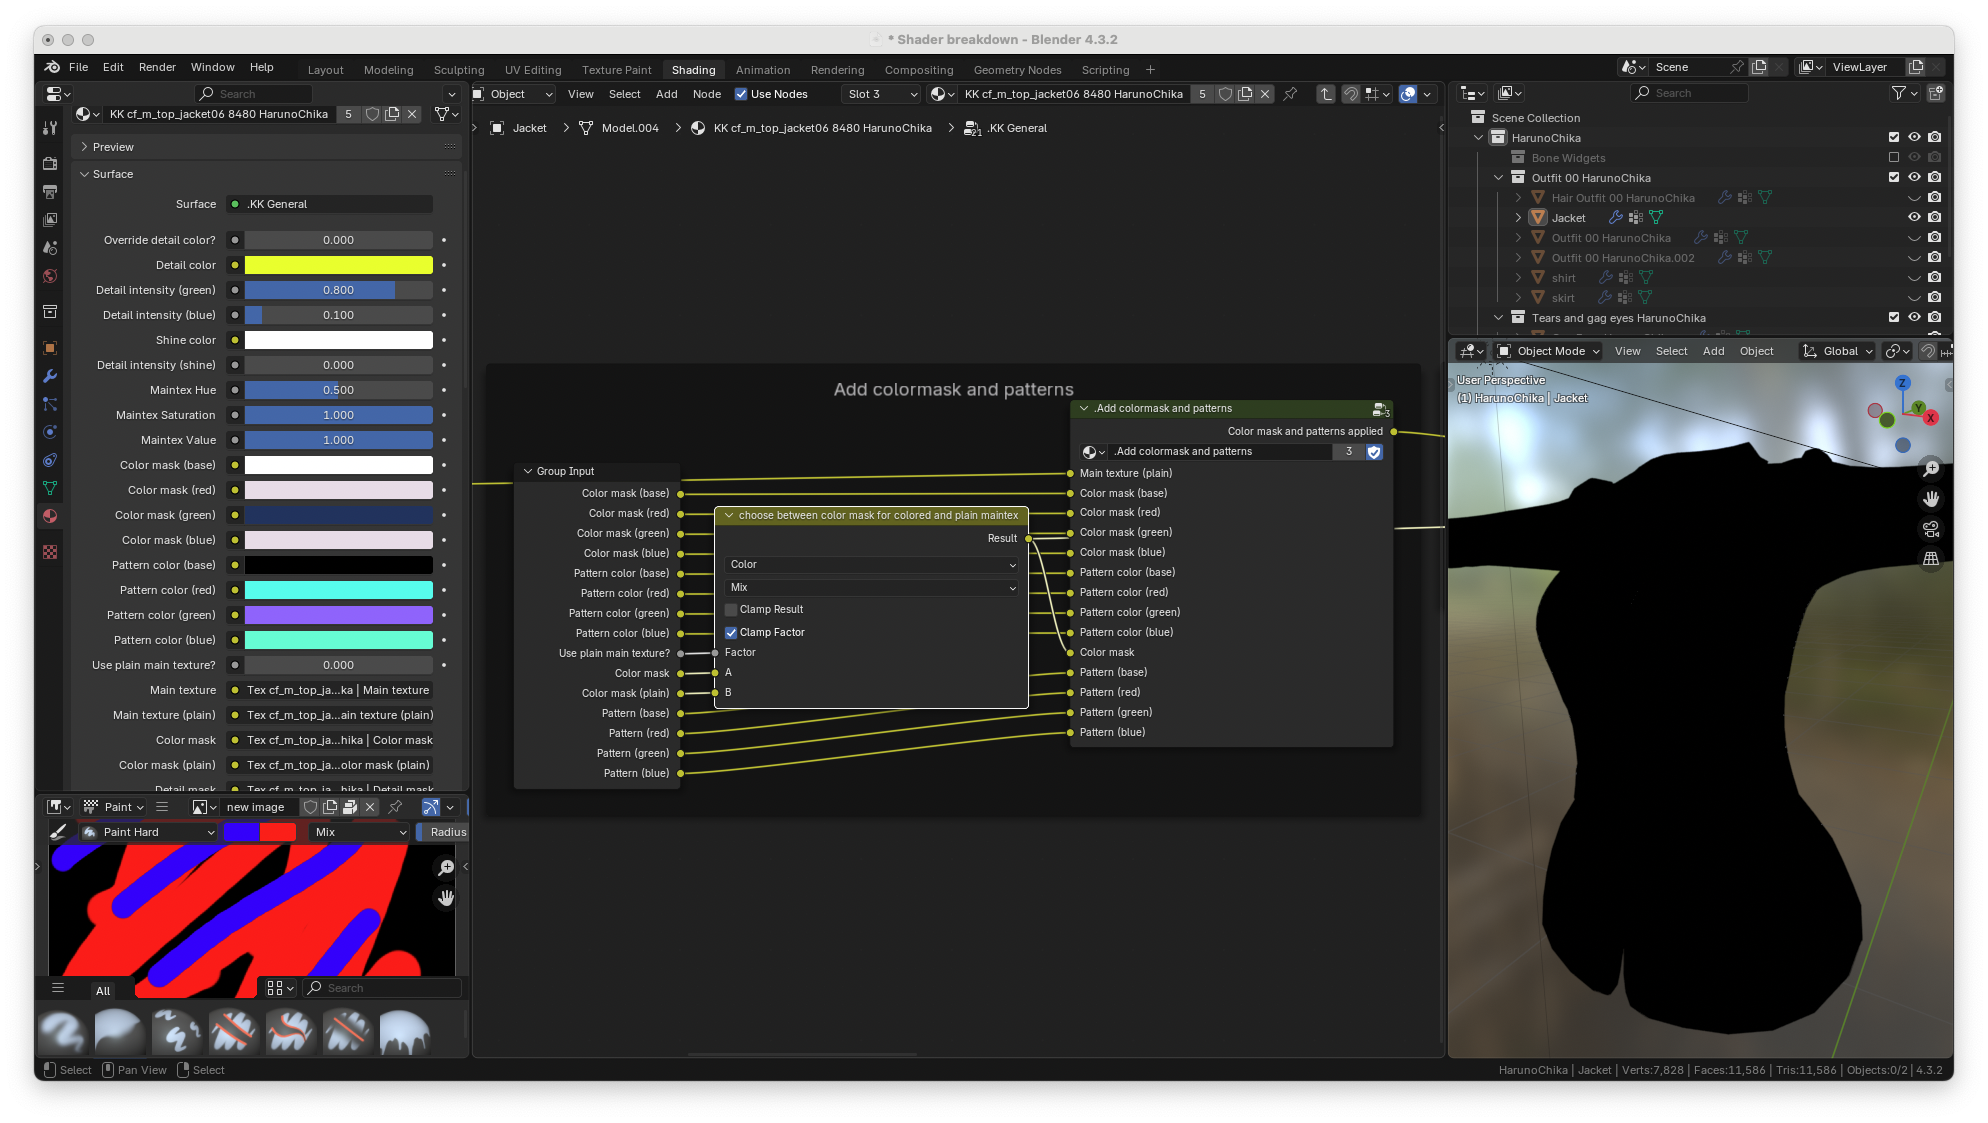 * Shader breakdown - Blender 4.3.2
File Edit Render Window Help
Layout Modeling Sculpting UV Editing Texture Paint Shading Animation Rendering Compositing Geometry Nodes Scripting +
Scene
ViewLayer
Search
KK cf_m_top_jacket06 8480 HarunoChika 5
Preview
Surface
Surface .KK General
Override detail color? 0.000
Detail color
Detail intensity (green) 0.800
Detail intensity (blue) 0.100
Shine color
Detail intensity (shine) 0.000
Maintex Hue 0.500
Maintex Saturation 1.000
Maintex Value 1.000
Color mask (base)
Color mask (red)
Color mask (green)
Color mask (blue)
Pattern color (base)
Pattern color (red)
Pattern color (green)
Pattern color (blue)
Use plain main texture? 0.000
Main texture Tex cf_m_top_ja...ka | Main texture
Main texture (plain) Tex cf_m_top_ja...ain texture (plain)
Color mask Tex cf_m_top_ja...hika | Color mask
Color mask (plain) Tex cf_m_top_ja...olor mask (plain)
Detail mask Tex cf_m_top_ja...hika | Detail mask
Paint new image
Paint Hard Mix Radius
All Search
Object View Select Add Node Use Nodes Slot 3 KK cf_m_top_jacket06 8480 HarunoChika 5
Jacket Model.004 KK cf_m_top_jacket06 8480 HarunoChika .KK General
Add colormask and patterns
Group Input
Color mask (base)
Color mask (red)
Color mask (green)
Color mask (blue)
Pattern color (base)
Pattern color (red)
Pattern color (green)
Pattern color (blue)
Use plain main texture?
Color mask
Color mask (plain)
Pattern (base)
Pattern (red)
Pattern (green)
Pattern (blue)
choose between color mask for colored and plain maintex
Result
Color
Mix
Clamp Result
Clamp Factor
Factor
A
B
.Add colormask and patterns
Color mask and patterns applied
.Add colormask and patterns 3
Main texture (plain)
Color mask (base)
Color mask (red)
Color mask (green)
Color mask (blue)
Pattern color (base)
Pattern color (red)
Pattern color (green)
Pattern color (blue)
Color mask
Pattern (base)
Pattern (red)
Pattern (green)
Pattern (blue)
Search
Scene Collection
HarunoChika
Bone Widgets
Outfit 00 HarunoChika
Hair Outfit 00 HarunoChika
Jacket
Outfit 00 HarunoChika
Outfit 00 HarunoChika.002
shirt
skirt
Tears and gag eyes HarunoChika
Object Mode View Select Add Object Global
User Perspective
(1) HarunoChika | Jacket
Z
Y
X
Select Pan View Select
HarunoChika | Jacket | Verts:7,828 | Faces:11,586 | Tris:11,586 | Objects:0/2 | 4.3.2